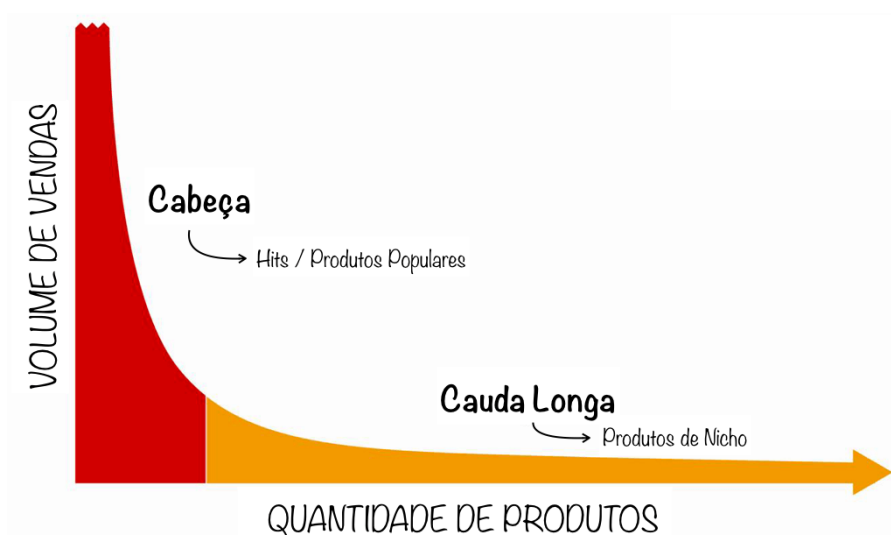 VOLUME DE VENDAS
Cabeça
Hits / Produtos Populares
Cauda Longa
Produtos de Nicho
QUANTIDADE DE PRODUTOS